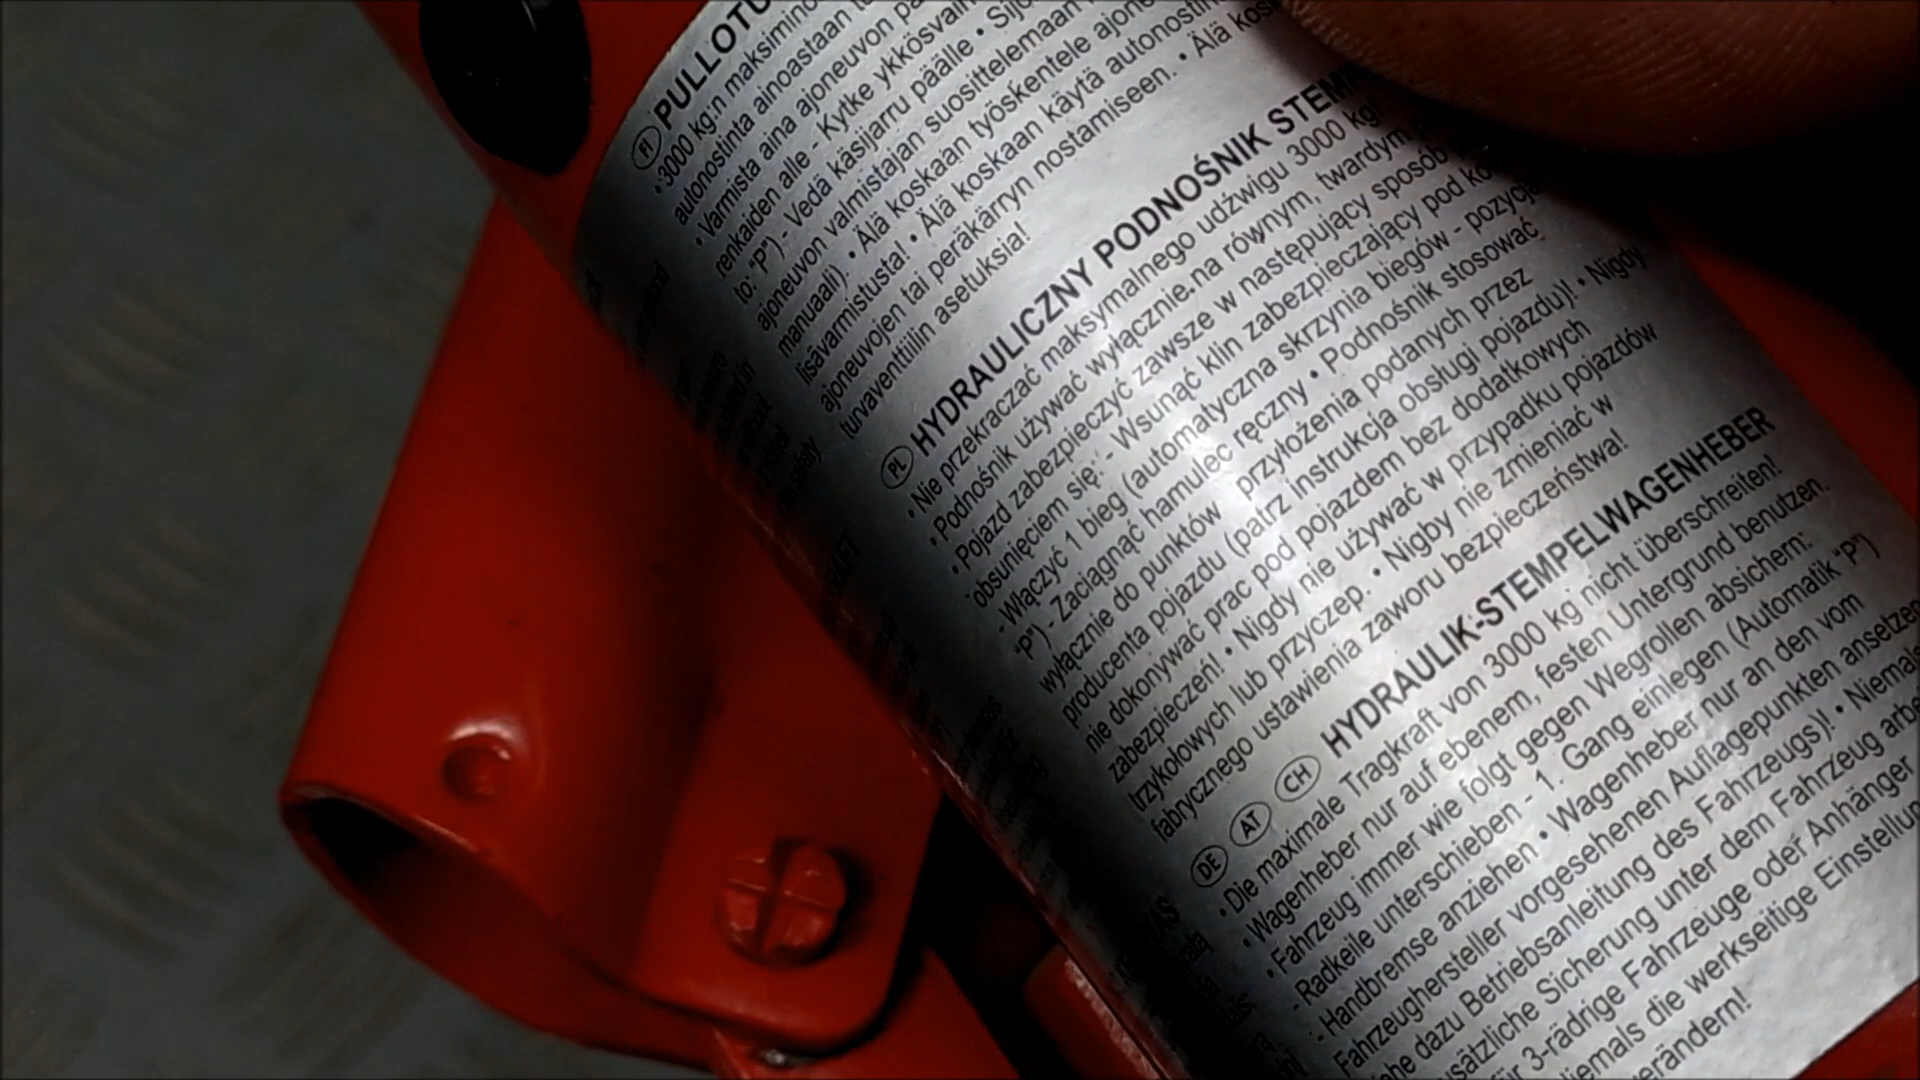 FI PULLOTU
• 3000 kg:n maksimino
autonostinta ainoastaan
• Varmista aina ajoneuvon
renkaiden alle - Kytke ykkösvaih
to: "P") - Vedä käsijarru päälle •
ajoneuvon valmistajan suosittelemaan
manuaali). • Älä koskaan työskentele ajone
lisävarmistusta! • Älä koskaan käytä autonostin
ajoneuvojen tai peräkärryn nostamiseen. • Älä kos
turvaventtiilin asetuksia!
PL HYDRAULICZNY PODNOŚNIK STEM
• Nie przekraczać maksymalnego udźwigu 3000 kg!
• Podnośnik używać wyłącznie na równym, twardym
• Pojazd zabezpieczyć zawsze w następujący sposób
obsunięciem się: - Wsunąć klin zabezpieczający pod ko
- Włączyć 1 bieg (automatyczna skrzynia biegów - pozycja
"P") - Zaciągnąć hamulec ręczny • Podnośnik stosować
wyłącznie do punktów przyłożenia podanych przez
producenta pojazdu (patrz instrukcja obsługi pojazdu)! • Nigdy
nie dokonywać prac pod pojazdem bez dodatkowych
zabezpieczeń! • Nigdy nie używać w przypadku pojazdów
trzykołowych lub przyczep. • Nigby nie zmieniać w
fabrycznego ustawienia zaworu bezpieczeństwa!
DE AT CH HYDRAULIK-STEMPELWAGENHEBER
• Die maximale Tragkraft von 3000 kg nicht überschreiten!
• Wagenheber nur auf ebenem, festen Untergrund benutzen.
• Fahrzeug immer wie folgt gegen Wegrollen absichern:
- Radkeile unterschieben - 1. Gang einlegen (Automatik "P")
- Handbremse anziehen • Wagenheber nur an den vom
Fahrzeughersteller vorgesehenen Auflagepunkten ansetzen
ehe dazu Betriebsanleitung des Fahrzeugs)! • Niemals
usätzliche Sicherung unter dem Fahrzeug arbe
für 3-rädrige Fahrzeuge oder Anhänger
iemals die werkseitige Einstellun
erändern!